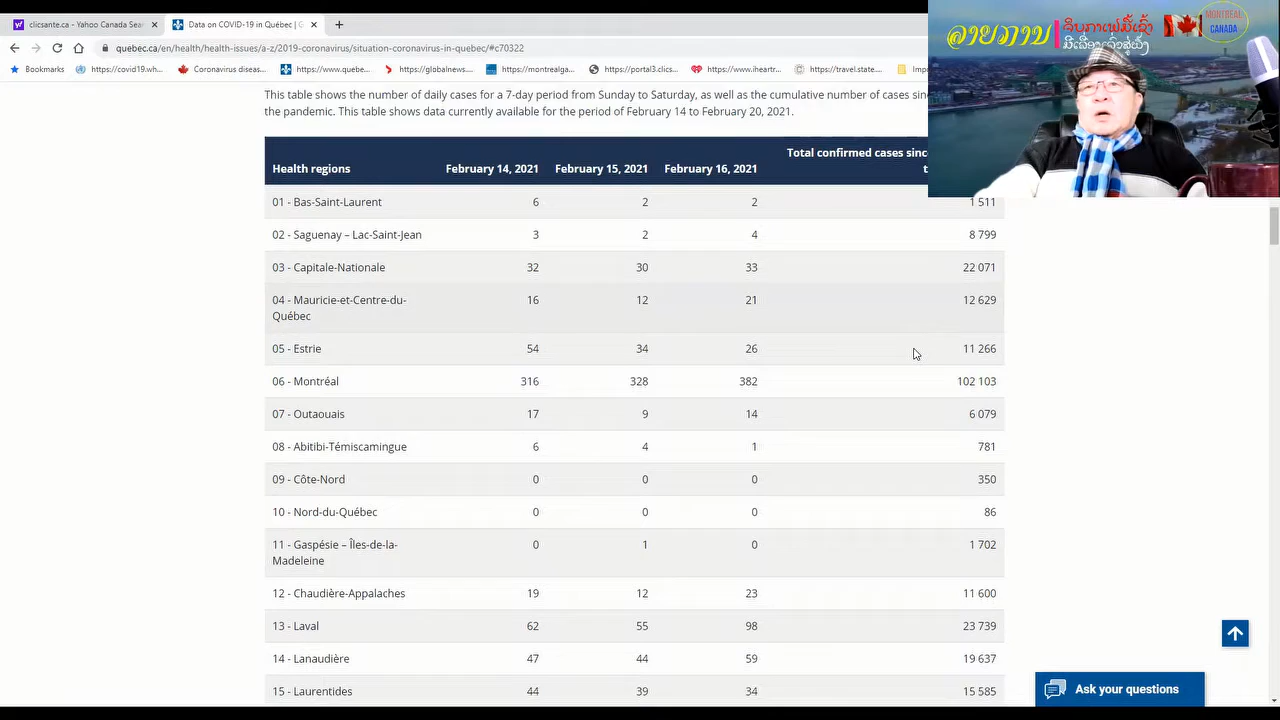 clicsante.ca - Yahoo Canada Sea
Data on COVID-19 in Québec | G
quebec.ca/en/health/health-issues/a-z/2019-coronavirus/situation-coronavirus-in-quebec/#c70322
Bookmarks https://covid19.wh... Coronavirus diseas... https://www.quebe... https://globalnews.... https://montrealga... https://portal3.clics... https://www.iheartr... https://travel.state....
ລາຍການ
MONTREAL
CANADA
This table shows the number of daily cases for a 7-day period from Sunday to Saturday, as well as the cumulative number of cases sinc
the pandemic. This table shows data currently available for the period of February 14 to February 20, 2021.
Total confirmed cases since
Health regions February 14, 2021 February 15, 2021 February 16, 2021
01 - Bas-Saint-Laurent 6 2 2 1 511
02 - Saguenay – Lac-Saint-Jean 3 2 4 8 799
03 - Capitale-Nationale 32 30 33 22 071
04 - Mauricie-et-Centre-du- 16 12 21 12 629
Québec
05 - Estrie 54 34 26 11 266
06 - Montréal 316 328 382 102 103
07 - Outaouais 17 9 14 6 079
08 - Abitibi-Témiscamingue 6 4 1 781
09 - Côte-Nord 0 0 0 350
10 - Nord-du-Québec 0 0 0 86
11 - Gaspésie – Îles-de-la- 0 1 0 1 702
Madeleine
12 - Chaudière-Appalaches 19 12 23 11 600
13 - Laval 62 55 98 23 739
14 - Lanaudière 47 44 59 19 637
15 - Laurentides 44 39 34 15 585
Ask your questions